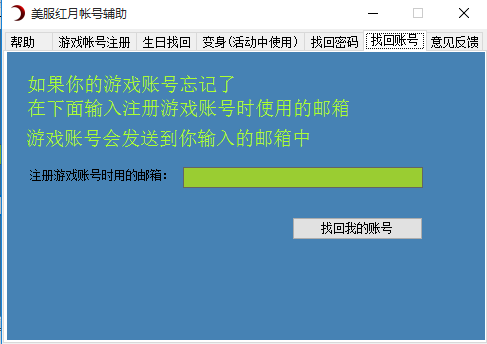 美服红月帐号辅助
帮助 游戏帐号注册 生日找回 变身(活动中使用) 找回密码 找回账号 意见反馈
如果你的游戏账号忘记了
在下面输入注册游戏账号时使用的邮箱
游戏账号会发送到你输入的邮箱中
注册游戏账号时用的邮箱：
找回我的账号